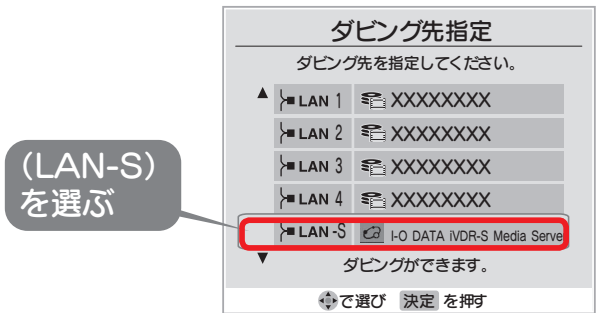 ダビング先指定
ダビング先を指定してください。
▲ LAN 1 XXXXXXXX
LAN 2 XXXXXXXX
LAN 3 XXXXXXXX
LAN 4 XXXXXXXX
(LAN-S)
を選ぶ
LAN -S I-O DATA iVDR-S Media Serve
▼ ダビングができます。
で選び 決定 を押す